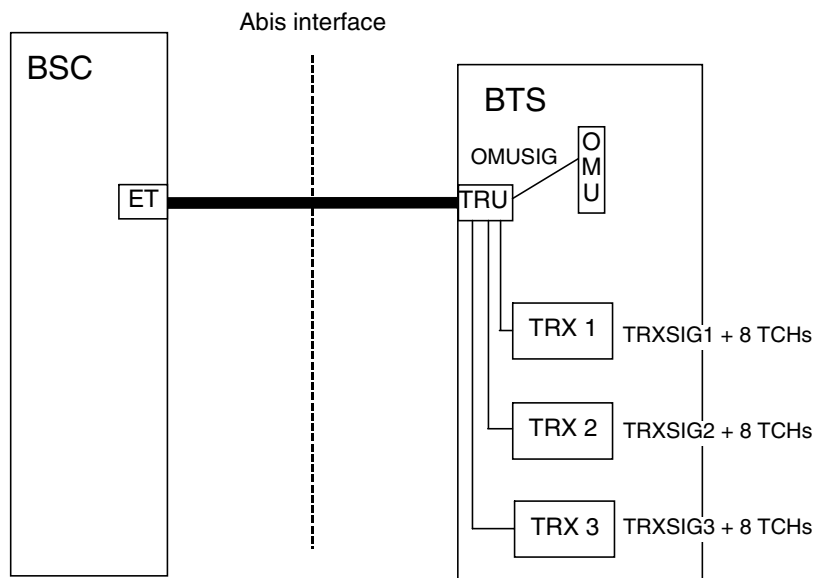 Abis interface
BSC
BTS
OMUSIG
OMU
ET
TRU
TRX 1
TRXSIG1 + 8 TCHs
TRX 2
TRXSIG2 + 8 TCHs
TRX 3
TRXSIG3 + 8 TCHs